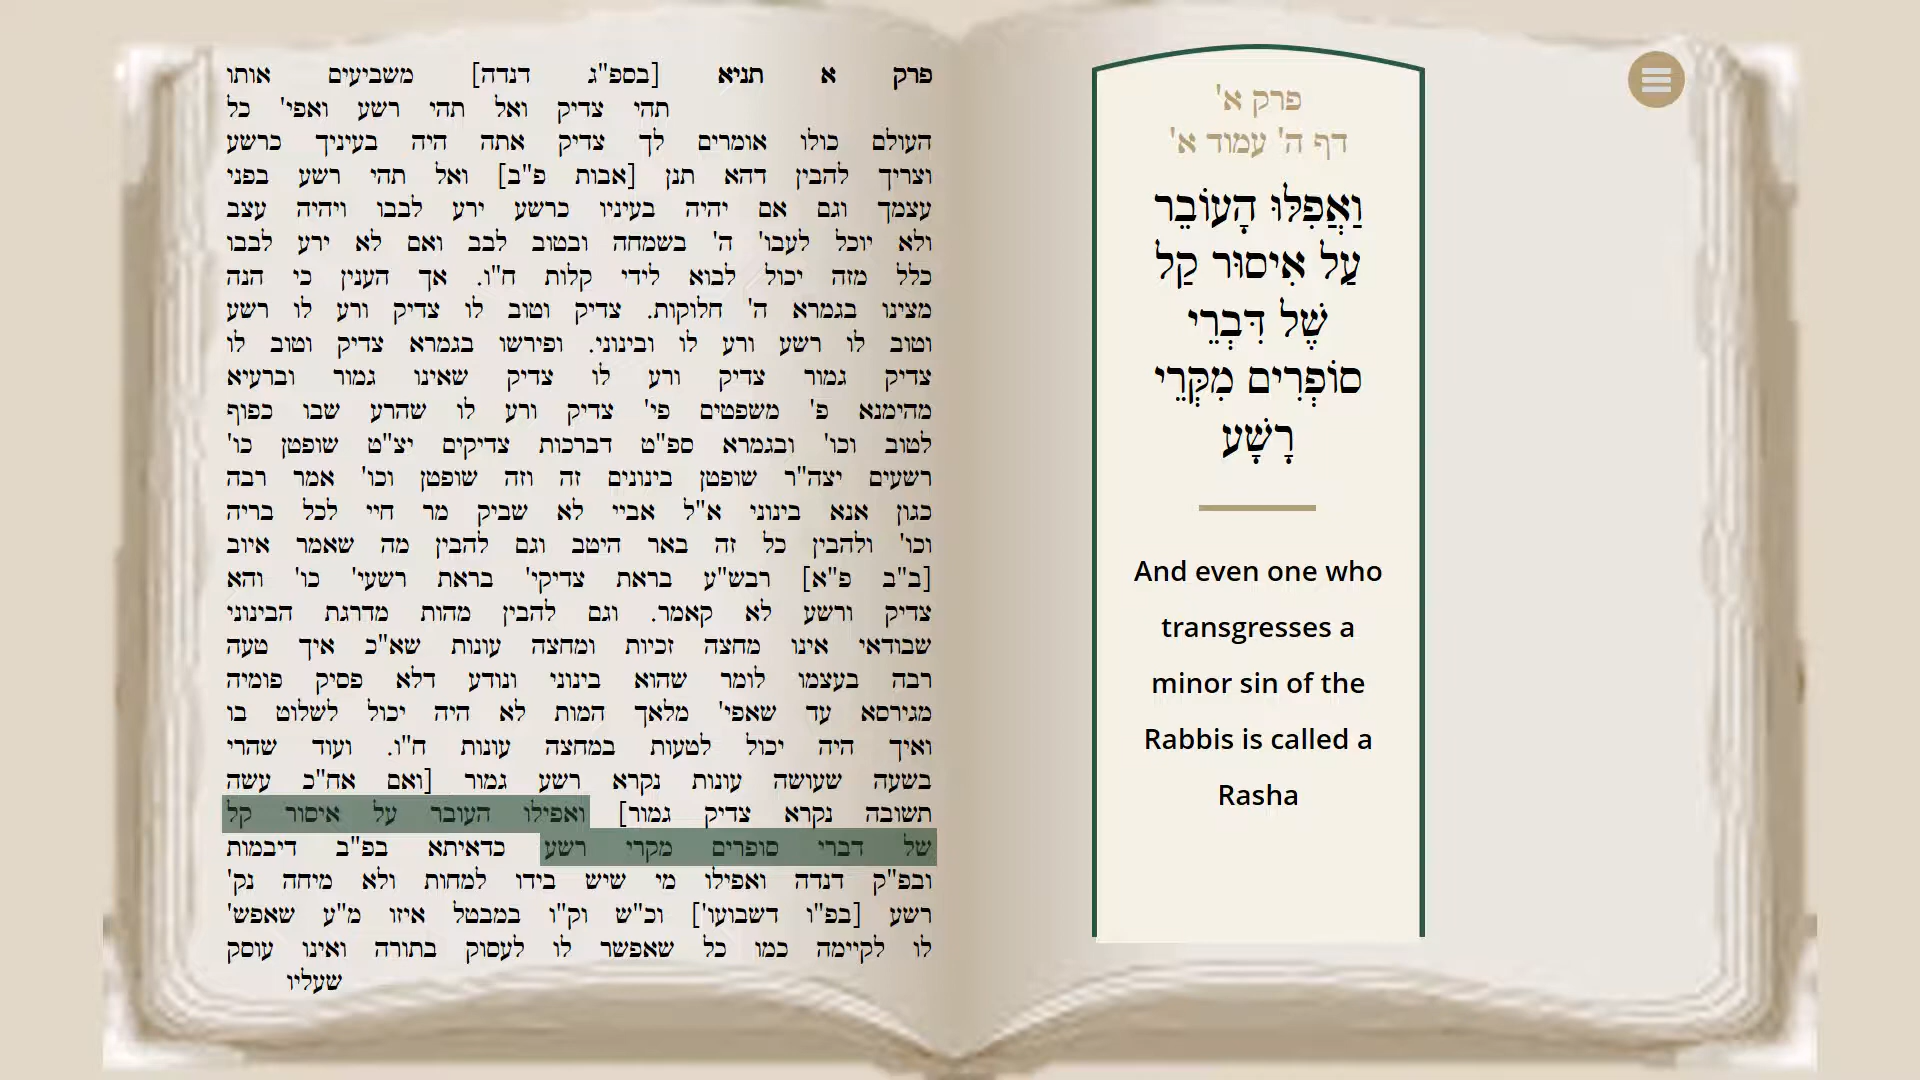 פרק א תניא [בספ"ג דנדה] משביעים אותו
תהי צדיק ואל תהי רשע ואפי' כל
העולם כולו אומרים לך צדיק אתה היה בעיניך כרשע
וצריך להבין דהא תנן [אבות פ"ב] ואל תהי רשע בפני
עצמך וגם אם יהיה בעיניו כרשע ירע לבבו ויהיה עצב
ולא יוכל לעבו' ה' בשמחה ובטוב לבב ואם לא ירע לבבו
כלל מזה יכול לבוא לידי קלות ח"ו. אך הענין כי הנה
מצינו בגמרא ה' חלוקות. צדיק וטוב לו צדיק ורע לו רשע
וטוב לו רשע ורע לו ובינוני. ופירשו בגמרא צדיק וטוב לו
צדיק גמור צדיק ורע לו צדיק שאינו גמור וברעיא
מהימנא פ' משפטים פי' צדיק ורע לו שהרע שבו כפוף
לטוב וכו' ובגמרא ספ"ט דברכות צדיקים יצ"ט שופטן כו'
רשעים יצה"ר שופטן בינונים זה וזה שופטן וכו' אמר רבה
כגון אנא בינוני א"ל אביי לא שביק מר חיי לכל בריה
וכו' ולהבין כל זה באר היטב וגם להבין מה שאמר איוב
[ב"ב פ"א] רבש"ע בראת צדיקי' בראת רשעי' כו' והא
צדיק ורשע לא קאמר. וגם להבין מהות מדרגת הבינוני
שבודאי אינו מחצה זכיות ומחצה עונות שא"כ איך טעה
רבה בעצמו לומר שהוא בינוני ונודע דלא פסיק פומיה
מגירסא עד שאפי' מלאך המות לא היה יכול לשלוט בו
ואיך היה יכול לטעות במחצה עונות ח"ו. ועוד שהרי
בשעה שעושה עונות נקרא רשע גמור [ואם אח"כ עשה
תשובה נקרא צדיק גמור] ואפילו העובר על איסור קל
של דברי סופרים מקרי רשע כדאיתא בפ"ב דיבמות
ובפ"ק דנדה ואפילו מי שיש בידו למחות ולא מיחה נק'
רשע [בפ"ו דשבועו'] וכ"ש וק"ו במבטל איזו מ"ע שאפש'
לו לקיימה כמו כל שאפשר לו לעסוק בתורה ואינו עוסק
שעליו
פרק א'
דף ה' עמוד א'
וַאֲפִלּוּ הָעוֹבֵר
עַל אִיסוּר קַל
שֶׁל דִּבְרֵי
סוֹפְרִים מִקְּרֵי
רָשָׁע
And even one who
transgresses a
minor sin of the
Rabbis is called a
Rasha